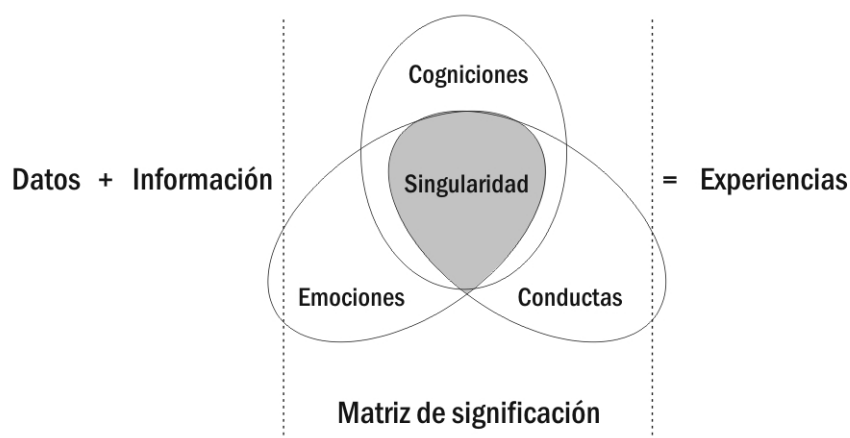 Cogniciones
Datos + Información
Singularidad
= Experiencias
Emociones
Conductas
Matriz de significación